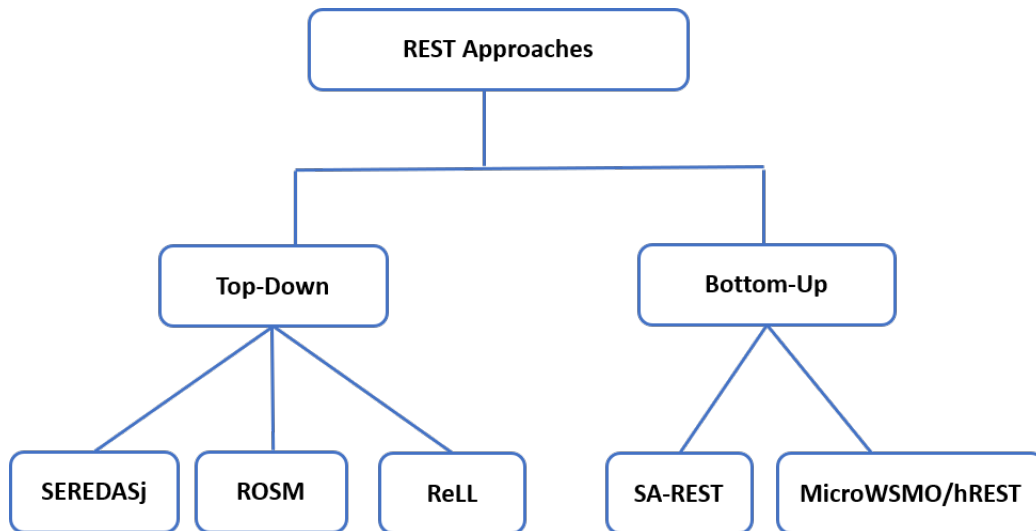 REST Approaches
Top-Down
Bottom-Up
SEREDASj
ROSM
ReLL
SA-REST
MicroWSMO/hREST